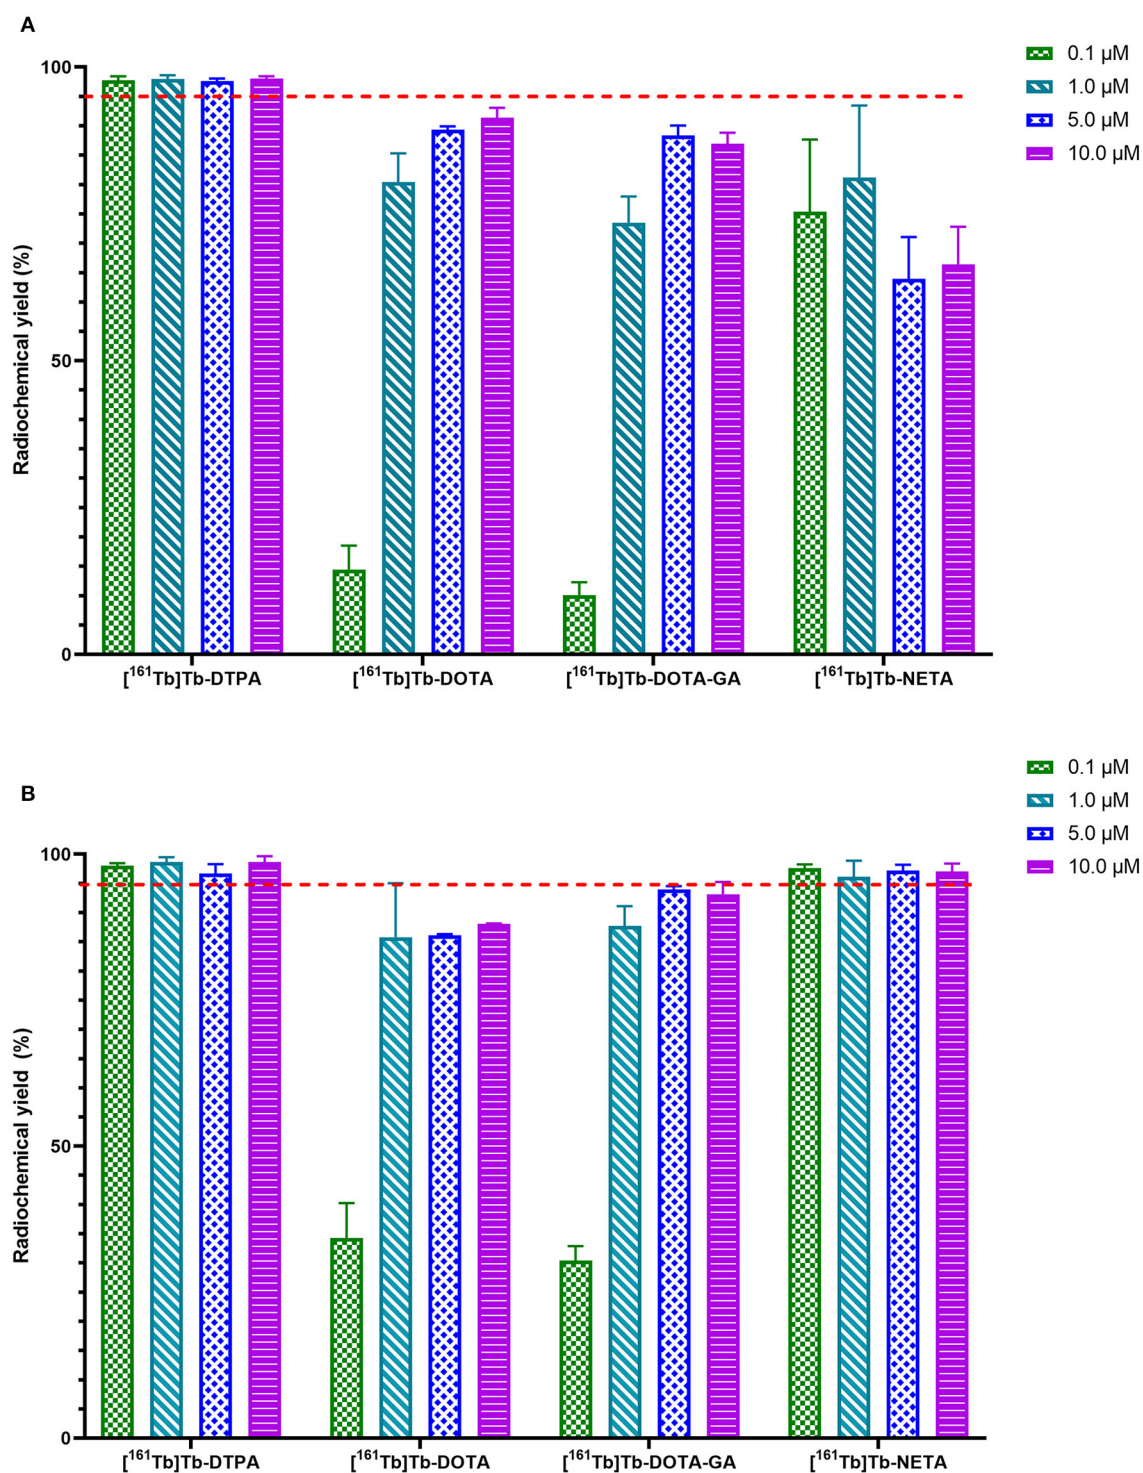 A
0.1 µM
1.0 µM
5.0 µM
10.0 µM
Radiochemical yield (%)
100
50
0
[¹⁶¹Tb]Tb-DTPA [¹⁶¹Tb]Tb-DOTA [¹⁶¹Tb]Tb-DOTA-GA [¹⁶¹Tb]Tb-NETA
B
0.1 µM
1.0 µM
5.0 µM
10.0 µM
Radiochemical yield (%)
100
50
0
[¹⁶¹Tb]Tb-DTPA [¹⁶¹Tb]Tb-DOTA [¹⁶¹Tb]Tb-DOTA-GA [¹⁶¹Tb]Tb-NETA